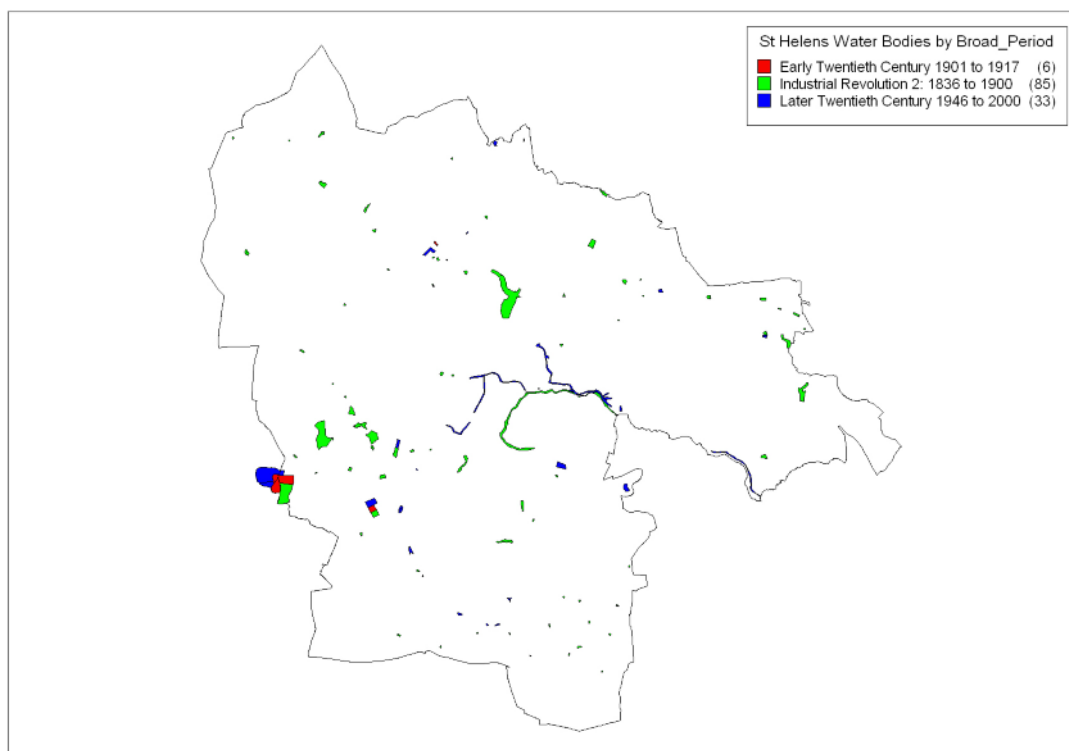 St Helens Water Bodies by Broad_Period
Early Twentieth Century 1901 to 1917 (6)
Industrial Revolution 2: 1836 to 1900 (85)
Later Twentieth Century 1946 to 2000 (33)